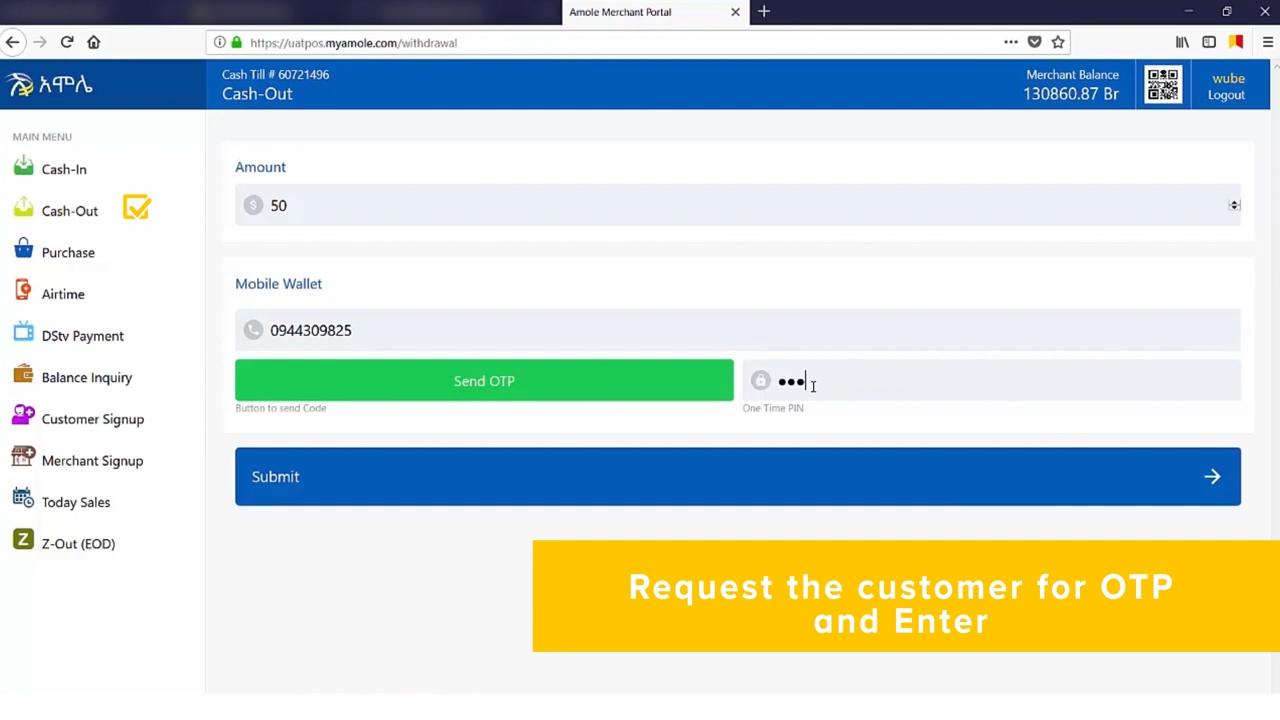 Amole Merchant Portal
https://uatpos.myamole.com/withdrawal
አሞሌ
Cash Till # 60721496
Cash-Out
Merchant Balance
130860.87 Br
wube
Logout
MAIN MENU
Cash-In
Cash-Out
Purchase
Airtime
DStv Payment
Balance Inquiry
Customer Signup
Merchant Signup
Today Sales
Z Z-Out (EOD)
Amount
$ 50
Mobile Wallet
0944309825
Send OTP
•••
Button to send Code
One Time PIN
Submit
Request the customer for OTP
and Enter